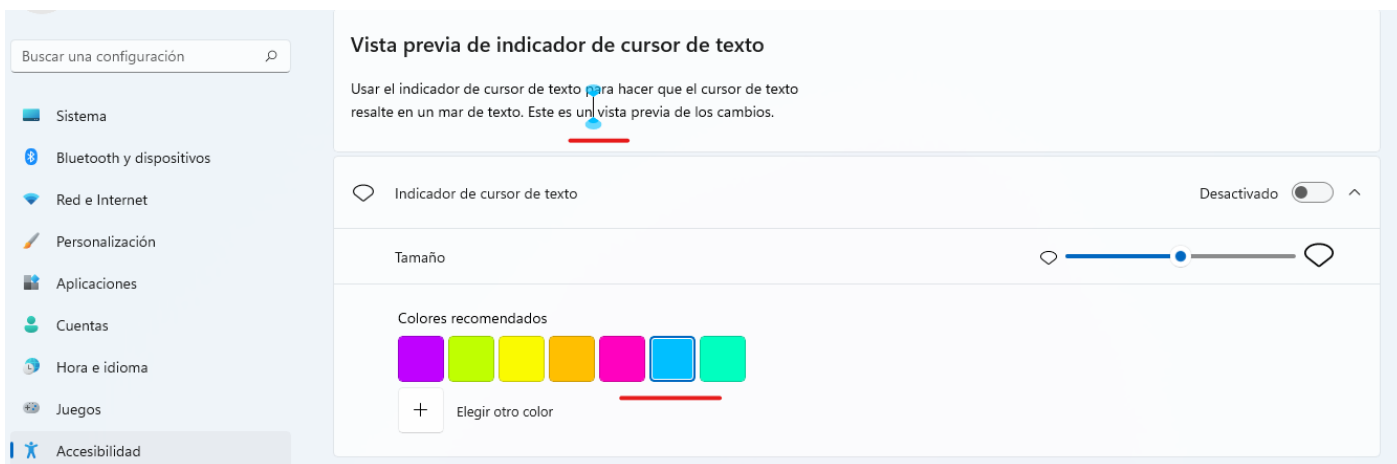 Buscar una configuración
Sistema
Bluetooth y dispositivos
Red e Internet
Personalización
Aplicaciones
Cuentas
Hora e idioma
Juegos
Accesibilidad
Vista previa de indicador de cursor de texto
Usar el indicador de cursor de texto para hacer que el cursor de texto
resalte en un mar de texto. Este es un vista previa de los cambios.
Indicador de cursor de texto
Desactivado
Tamaño
Colores recomendados
Elegir otro color